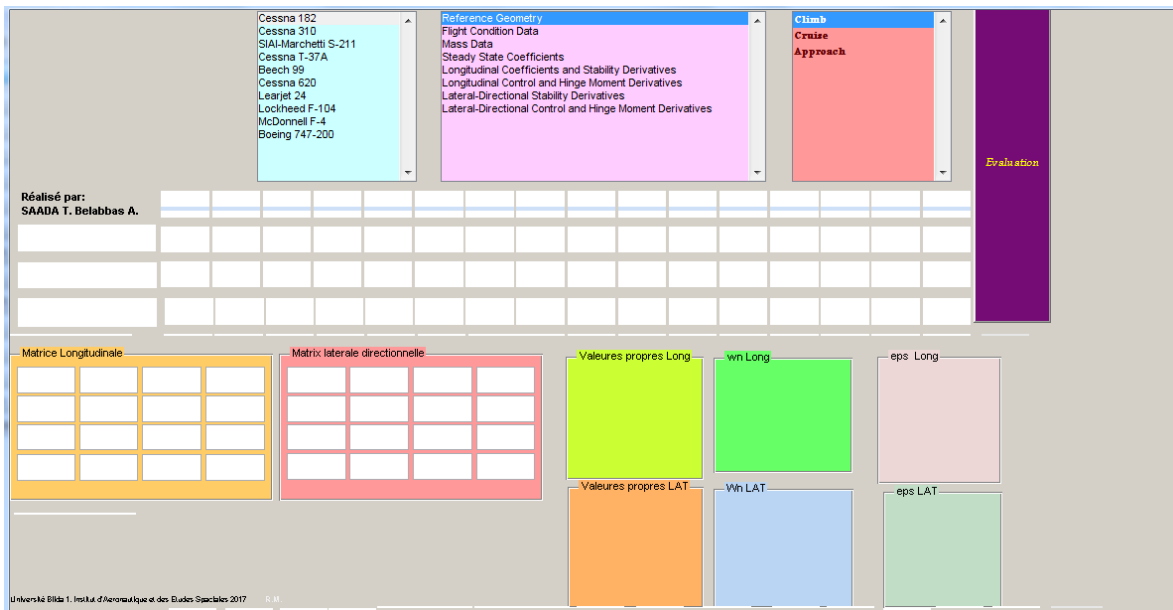 Cessna 182
Cessna 310
SIAI-Marchetti S-211
Cessna T-37A
Beech 99
Cessna 620
Learjet 24
Lockheed F-104
McDonnell F-4
Boeing 747-200
Reference Geometry
Flight Condition Data
Mass Data
Steady State Coefficients
Longitudinal Coefficients and Stability Derivatives
Longitudinal Control and Hinge Moment Derivatives
Lateral-Directional Stability Derivatives
Lateral-Directional Control and Hinge Moment Derivatives
Climb
Cruise
Approach
Evaluation
Réalisé par:
SAADA T. Belabbas A.
Matrice Longitudinale
Matrix laterale directionnelle
Valeures propres Long
wn Long
eps Long
Valeures propres LAT
Wn LAT
eps LAT
Université Blida 1. Institut d'Aeronautique et des Etudes Spaciales 2017
R.M.